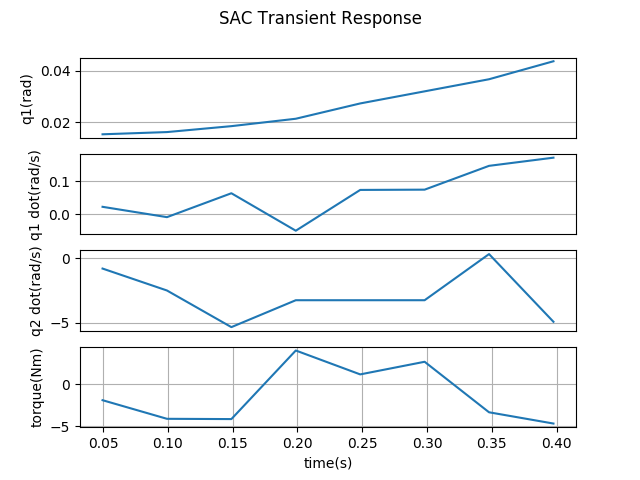 SAC Transient Response
q1(rad)
0.04
0.02
q1 dot(rad/s)
0.1
0.0
q2 dot(rad/s)
0
−5
torque(Nm)
0
−5
0.05 0.10 0.15 0.20 0.25 0.30 0.35 0.40
time(s)